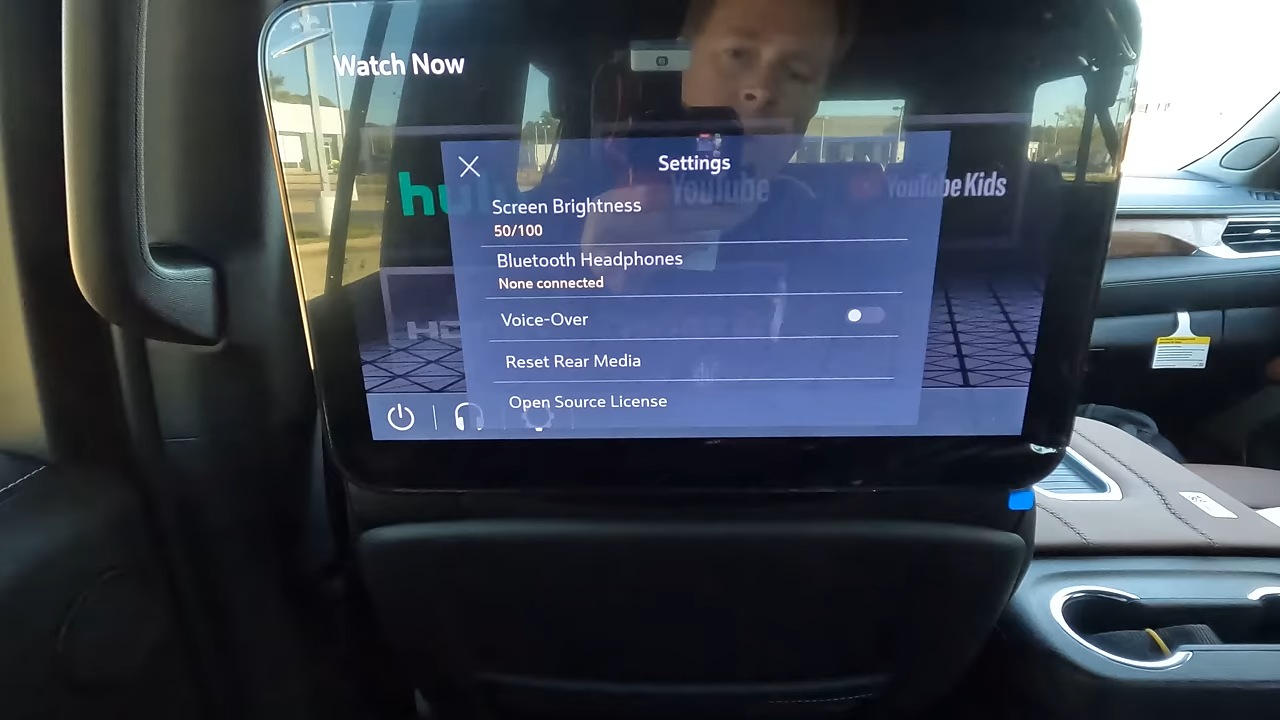 Watch Now
Settings
hulu
YouTube
YouTube Kids
Screen Brightness
50/100
Bluetooth Headphones
None connected
Voice-Over
Reset Rear Media
Open Source License